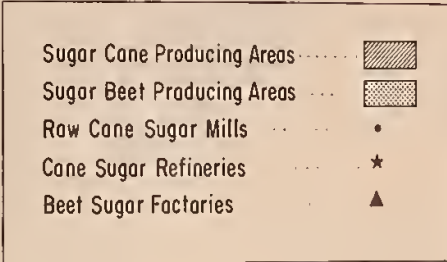 Sugar Cane Producing Areas
Sugar Beet Producing Areas
Raw Cane Sugar Mills
Cane Sugar Refineries
Beet Sugar Factories